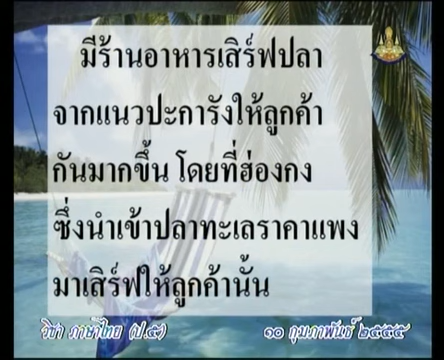 มีร้านอาหารเสิร์ฟปลา
จากแนวปะการังให้ลูกค้า
กันมากขึ้น โดยที่ฮ่องกง
ซึ่งนำเข้าปลาทะเลราคาแพง
มาเสิร์ฟให้ลูกค้านั้น
วิชา ภาษาไทย (ป.๕)
๑๐ กุมภาพันธ์ ๒๕๕๕